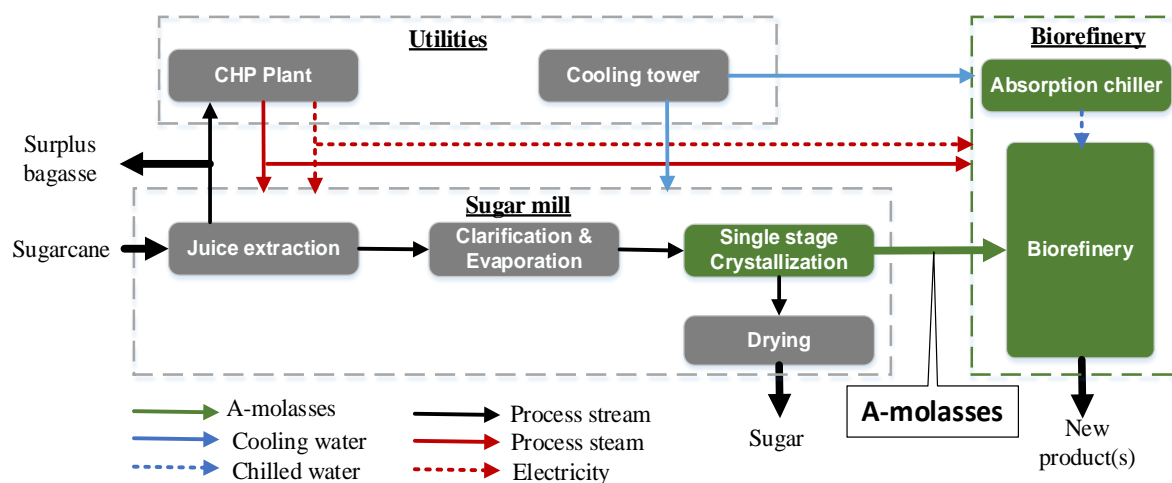 Utilities
Biorefinery
CHP Plant
Cooling tower
Absorption chiller
Surplus
bagasse
Sugar mill
Sugarcane
Juice extraction
Clarification &
Evaporation
Single stage
Crystallization
Biorefinery
Drying
A-molasses
A-molasses
Process stream
Cooling water
Process steam
Chilled water
Electricity
Sugar
New
product(s)